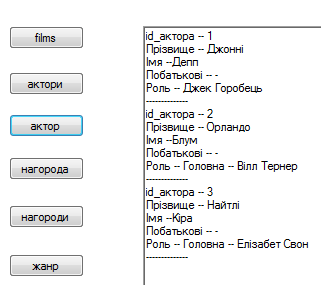 films
актори
актор
нагорода
нагороди
жанр
id_актора -- 1
Прізвище -- Джонні
Імя --Депп
Побатькові -- -
Роль -- Джек Горобець
--------------
id_актора -- 2
Прізвище -- Орландо
Імя --Блум
Побатькові -- -
Роль -- Головна -- Вілл Тернер
--------------
id_актора -- 3
Прізвище -- Найтлі
Імя --Кіра
Побатькові -- -
Роль -- Головна -- Елізабет Свон
--------------